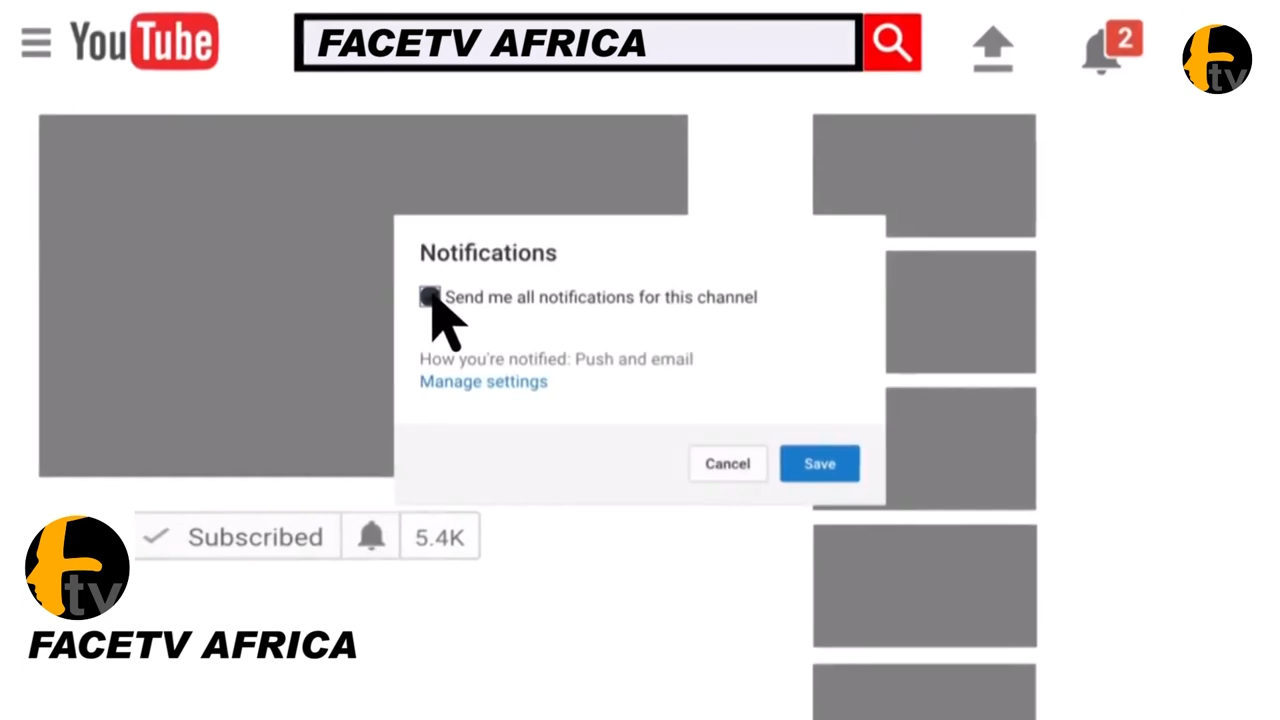 YouTube
FACETV AFRICA
2
tv
Notifications
Send me all notifications for this channel
How you're notified: Push and email
Manage settings
Cancel
Save
Subscribed
5.4K
tv
FACETV AFRICA